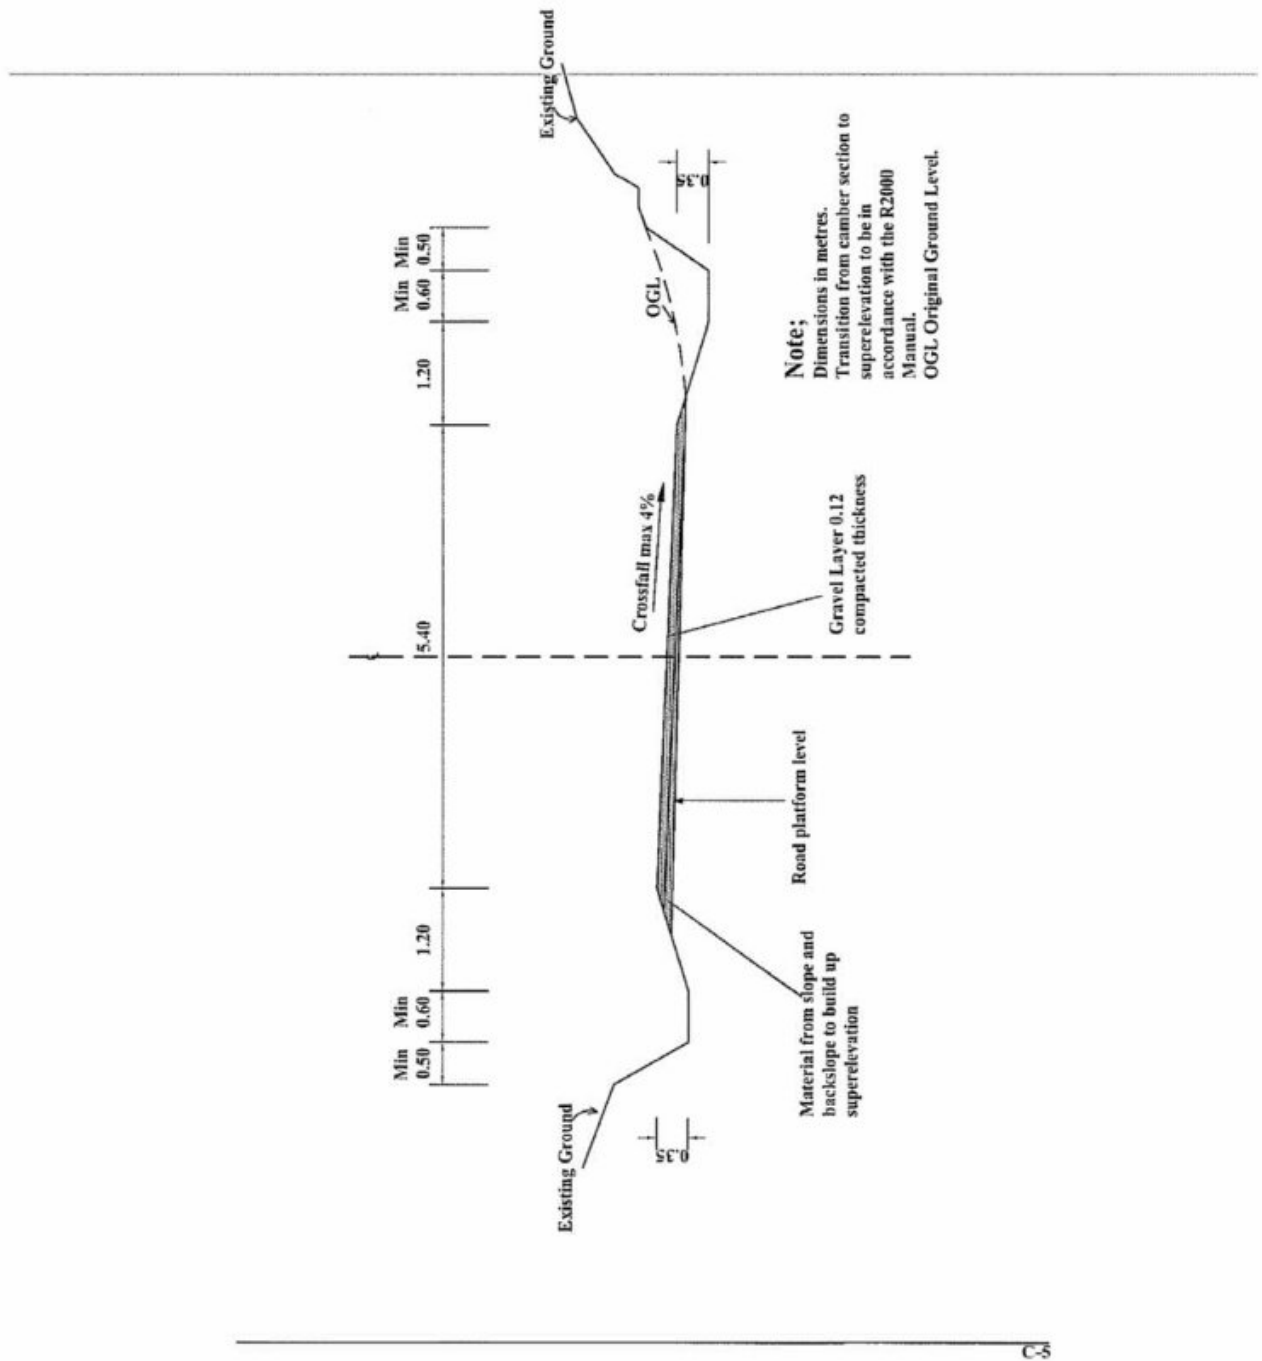 Min
0.50
Min
0.60
1.20
5.40
1.20
Min
0.60
Min
0.50
Existing Ground
Existing Ground
OGL
Crossfall max 4%
0.35
0.35
Material from slope and
backslope to build up
superelevation
Road platform level
Gravel Layer 0.12
compacted thickness
Note;
Dimensions in metres.
Transition from camber section to
superelevation to be in
accordance with the R2000
Manual.
OGL Original Ground Level.
C-5